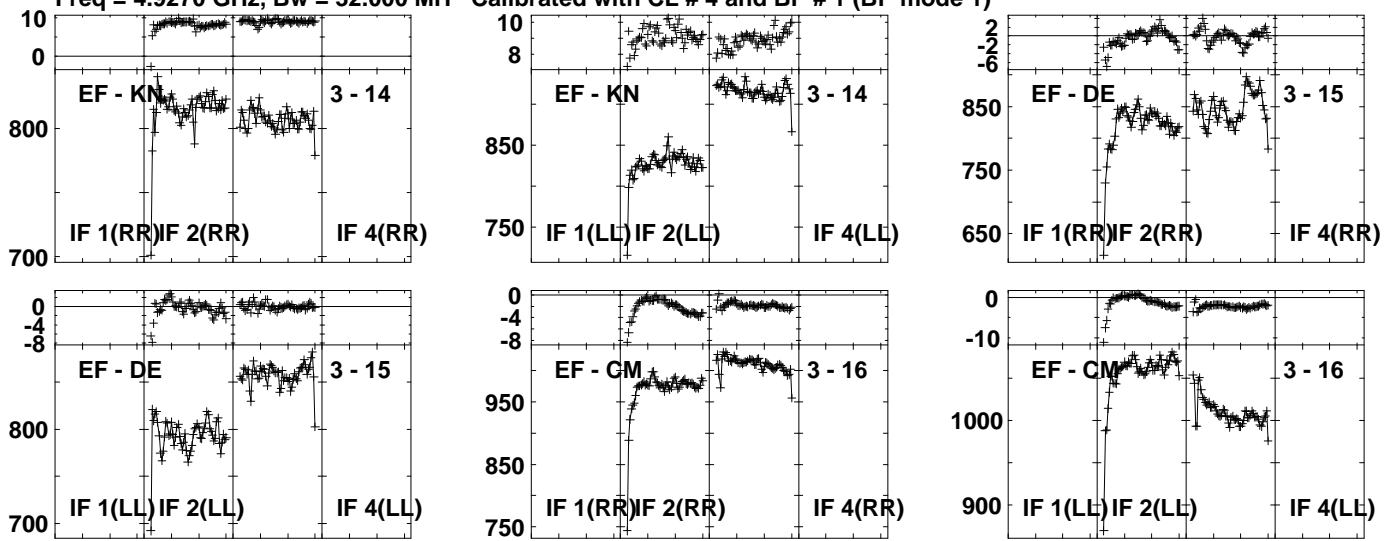 Freq = 4.9270 GHz, Bw = 32.000 MH Calibrated with CL # 4 and BP # 1 (BP mode 1)
10
0
EF - KN 3 - 14
800
700
IF 1(RR) IF 2(RR) IF 4(RR)
10
8
EF - KN 3 - 14
850
750
IF 1(LL) IF 2(LL) IF 4(LL)
2
-2
-6
EF - DE 3 - 15
850
750
650
IF 1(RR) IF 2(RR) IF 4(RR)
0
-4
-8
EF - DE 3 - 15
800
700
IF 1(LL) IF 2(LL) IF 4(LL)
0
-4
-8
EF - CM 3 - 16
950
850
750
IF 1(RR) IF 2(RR) IF 4(RR)
0
-10
EF - CM 3 - 16
1000
900
IF 1(LL) IF 2(LL) IF 4(LL)